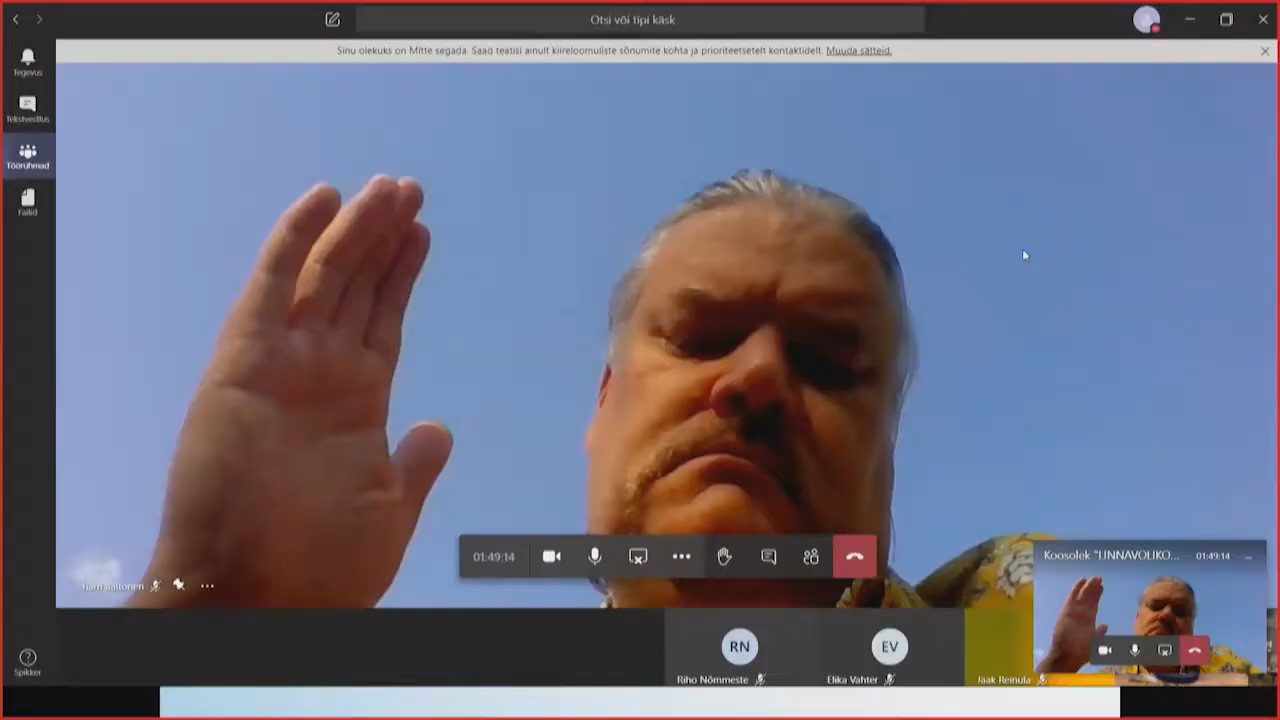 Otsi või tipi käsk
Sinu olekuks on Mitte segada. Saad teatisi ainult kiireloomuliste sõnumite kohta ja prioriteetsetelt kontaktidelt. Muuda sätteid.
Tegevus
Tekstvestlus
Töörühmad
Failid
01:49:14
Koosolek "LINNAVOLIKO...
01:49:14
RN
EV
Riho Nõmmeste
Elika Vahter
Jaak Reinula
Spikker